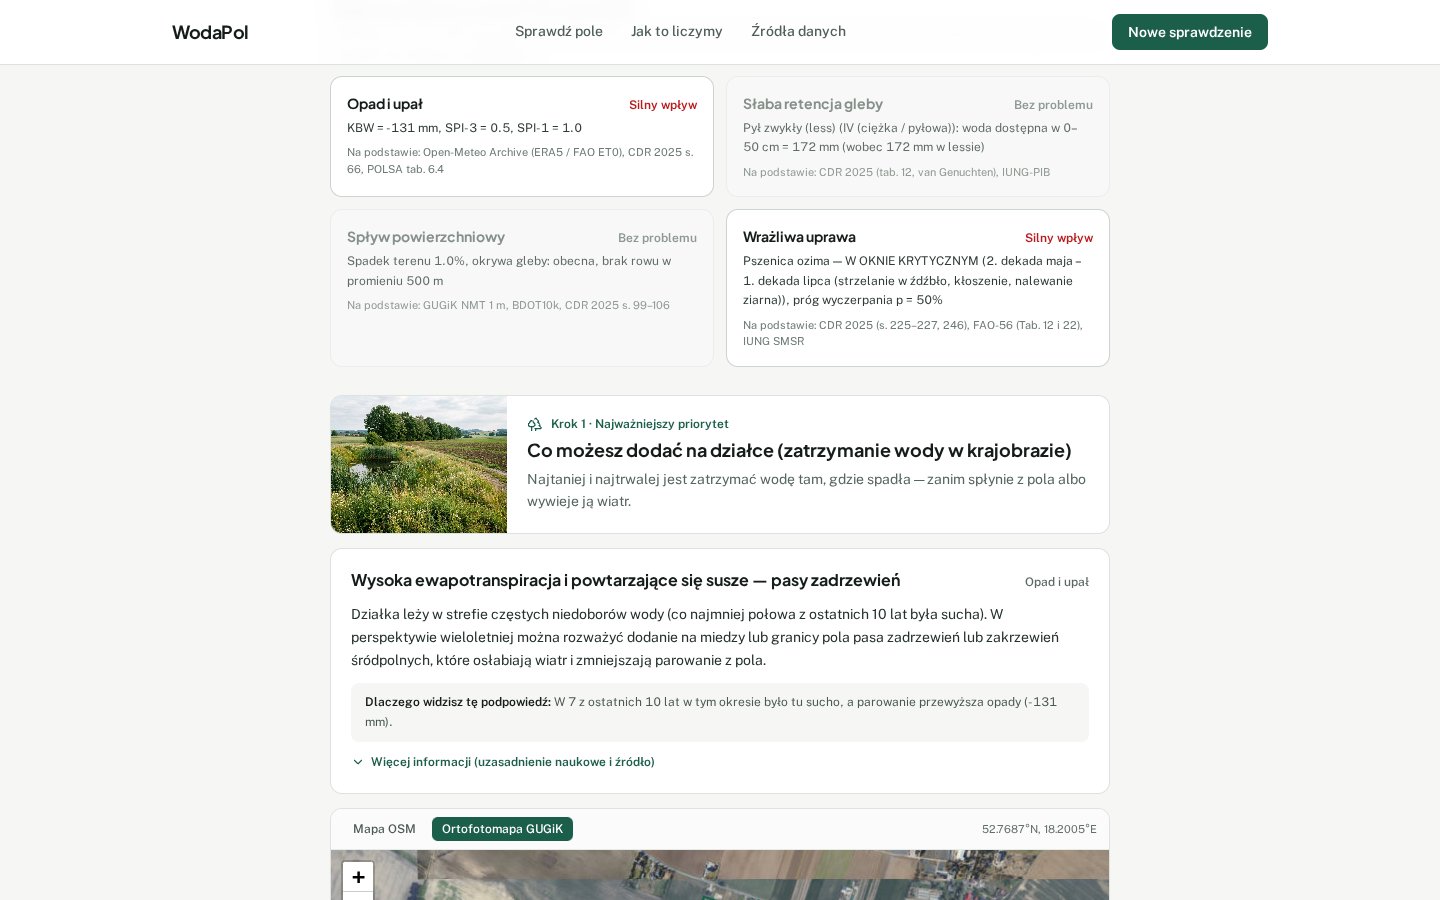 WodaPol
Sprawdź pole
Jak to liczymy
Źródła danych
Nowe sprawdzenie
Opad i upał
Silny wpływ
KBW = -131 mm, SPI-3 = 0.5, SPI-1 = 1.0
Na podstawie: Open-Meteo Archive (ERA5 / FAO ET0), CDR 2025 s.
66, POLSA tab. 6.4
Słaba retencja gleby
Bez problemu
Pył zwykły (less) (IV (ciężka / pyłowa)): woda dostępna w 0–
50 cm = 172 mm (wobec 172 mm w lessie)
Na podstawie: CDR 2025 (tab. 12, van Genuchten), IUNG-PIB
Spływ powierzchniowy
Bez problemu
Spadek terenu 1.0%, okrywa gleby: obecna, brak rowu w
promieniu 500 m
Na podstawie: GUGiK NMT 1 m, BDOT10k, CDR 2025 s. 99–106
Wrażliwa uprawa
Silny wpływ
Pszenica ozima — W OKNIE KRYTYCZNYM (2. dekada maja –
1. dekada lipca (strzelanie w źdźbło, kłoszenie, nalewanie
ziarna)), próg wyczerpania p = 50%
Na podstawie: CDR 2025 (s. 225–227, 246), FAO-56 (Tab. 12 i 22),
IUNG SMSR
Krok 1 · Najważniejszy priorytet
Co możesz dodać na działce (zatrzymanie wody w krajobrazie)
Najtaniej i najtrwalej jest zatrzymać wodę tam, gdzie spadła — zanim spłynie z pola albo
wywieje ją wiatr.
Wysoka ewapotranspiracja i powtarzające się susze — pasy zadrzewień
Opad i upał
Działka leży w strefie częstych niedoborów wody (co najmniej połowa z ostatnich 10 lat była sucha). W
perspektywie wieloletniej można rozważyć dodanie na miedzy lub granicy pola pasa zadrzewień lub zakrzewień
śródpolnych, które osłabiają wiatr i zmniejszają parowanie z pola.
Dlaczego widzisz tę podpowiedź: W 7 z ostatnich 10 lat w tym okresie było tu sucho, a parowanie przewyższa opady (-131
mm).
Więcej informacji (uzasadnienie naukowe i źródło)
Mapa OSM
Ortofotomapa GUGiK
52.7687°N, 18.2005°E
+